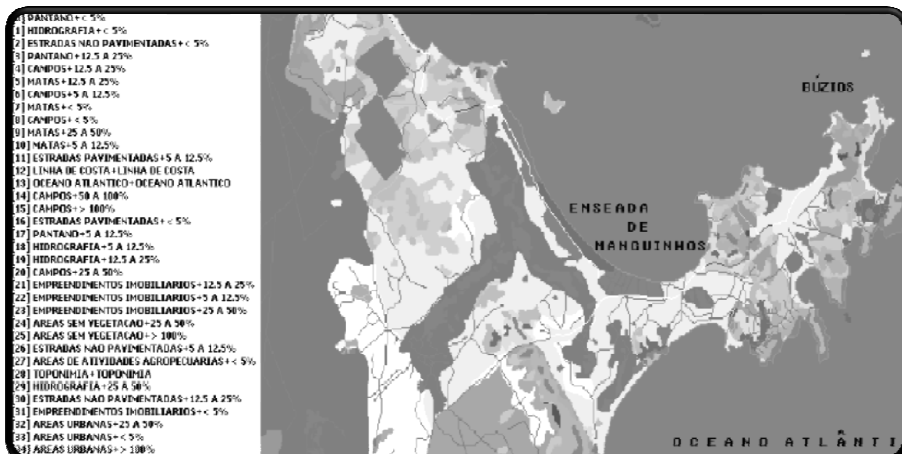 PANTANO+< 5%
[1] HIDROGRAFIA+< 5%
[2] ESTRADAS NAO PAVIMENTADAS+< 5%
[3] PANTANO+12.5 A 25%
[4] CAMPOS+12.5 A 25%
[5] MATAS+12.5 A 25%
[6] CAMPOS+5 A 12.5%
[7] MATAS+< 5%
[8] CAMPOS+< 5%
[9] MATAS+25 A 50%
[10] MATAS+5 A 12.5%
[11] ESTRADAS PAVIMENTADAS+5 A 12.5%
[12] LINHA DE COSTA+LINHA DE COSTA
[13] OCEANO ATLANTICO+OCEANO ATLANTICO
[14] CAMPOS+50 A 100%
[15] CAMPOS+> 100%
[16] ESTRADAS PAVIMENTADAS+< 5%
[17] PANTANO+5 A 12.5%
[18] HIDROGRAFIA+5 A 12.5%
[19] HIDROGRAFIA+12.5 A 25%
[20] CAMPOS+25 A 50%
[21] EMPREENDIMENTOS IMOBILIARIOS+12.5 A 25%
[22] EMPREENDIMENTOS IMOBILIARIOS+5 A 12.5%
[23] EMPREENDIMENTOS IMOBILIARIOS+25 A 50%
[24] AREAS SEM VEGETACAO+25 A 50%
[25] AREAS SEM VEGETACAO+> 100%
[26] ESTRADAS NAO PAVIMENTADAS+5 A 12.5%
[27] AREAS DE ATIVIDADES AGROPECUARIAS+< 5%
[28] TOPONIMIA+TOPONIMIA
[29] HIDROGRAFIA+25 A 50%
[30] ESTRADAS NAO PAVIMENTADAS+12.5 A 25%
[31] EMPREENDIMENTOS IMOBILIARIOS+< 5%
[32] AREAS URBANAS+25 A 50%
[33] AREAS URBANAS+< 5%
[34] AREAS URBANAS+> 100%
BÚZIOS
ENSEADA
DE
MANGUINHOS
OCEANO ATLÂNTI